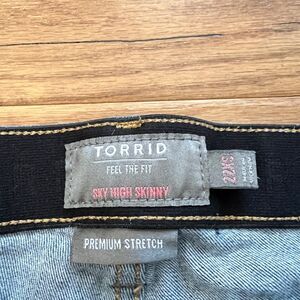 TORRID
FEEL THE FIT
SKY HIGH SKINNY
22XS
PREMIUM STRETCH